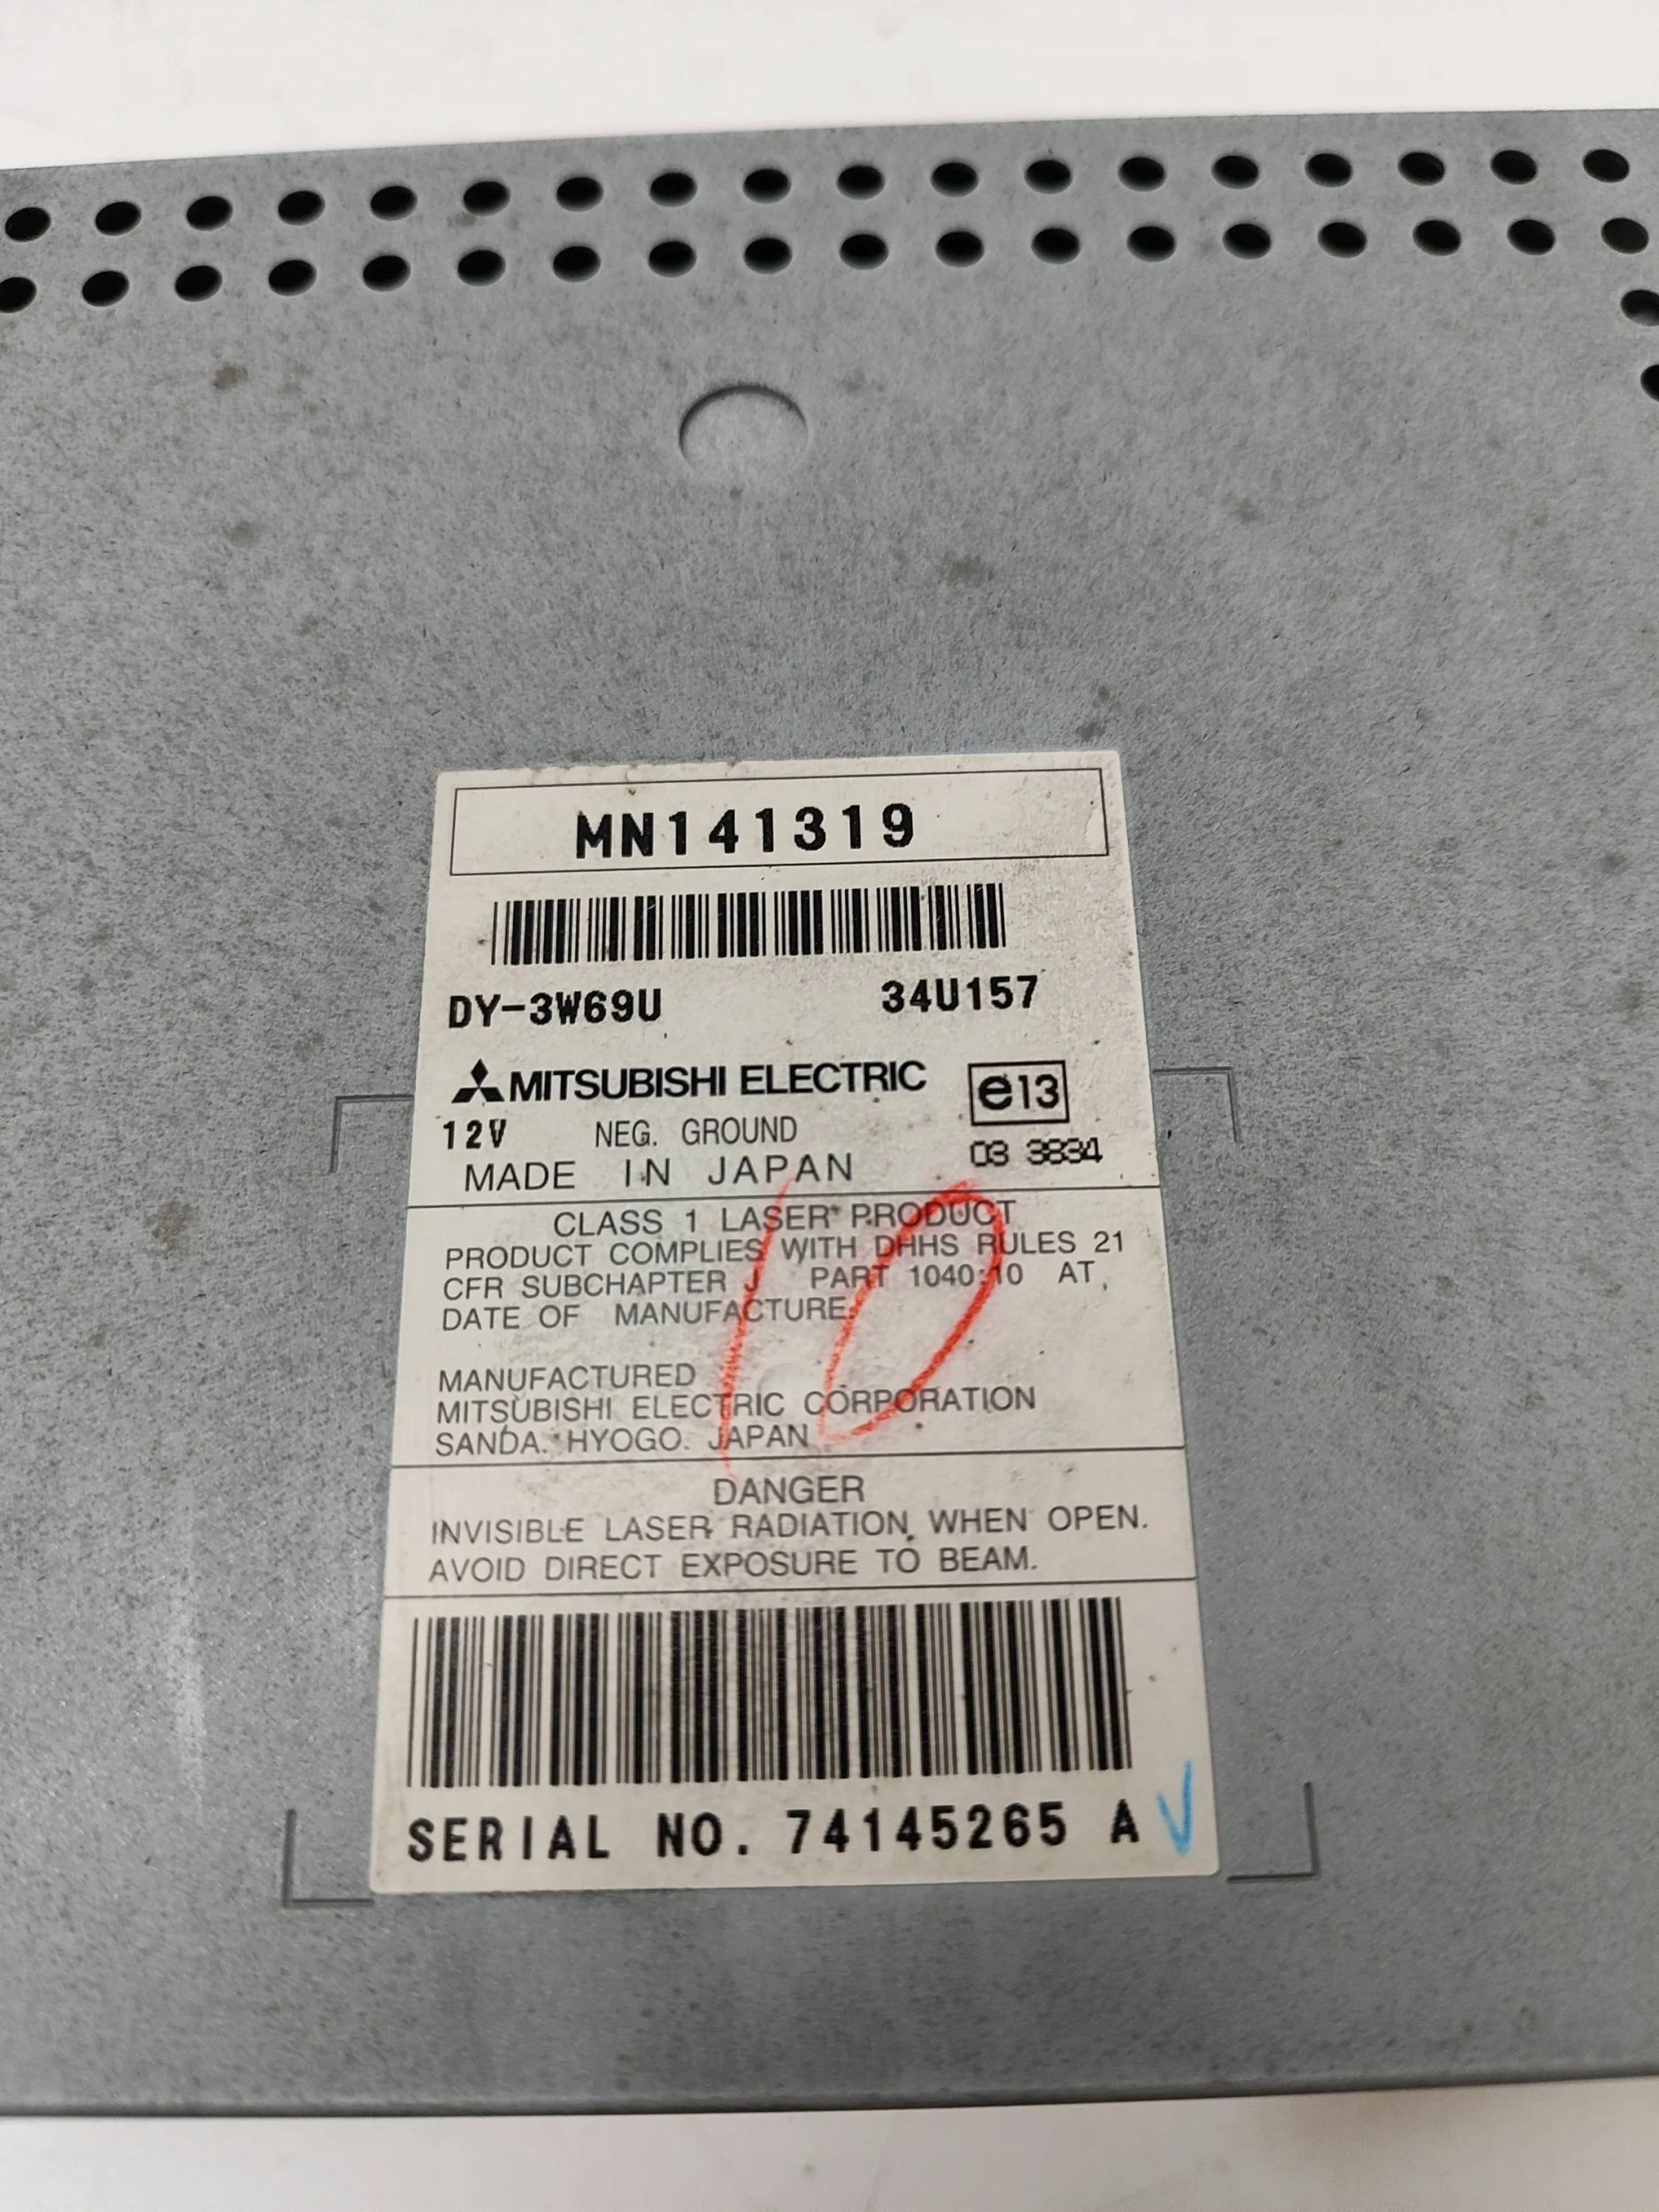 MN141319
DY-3W69U 34U157
MITSUBISHI ELECTRIC e13
12V NEG. GROUND 03 3834
MADE IN JAPAN
CLASS 1 LASER PRODUCT
PRODUCT COMPLIES WITH DHHS RULES 21
CFR SUBCHAPTER J PART 1040.10 AT
DATE OF MANUFACTURE.
10
MANUFACTURED
MITSUBISHI ELECTRIC CORPORATION
SANDA. HYOGO. JAPAN
DANGER
INVISIBLE LASER RADIATION WHEN OPEN.
AVOID DIRECT EXPOSURE TO BEAM.
SERIAL NO. 74145265 A